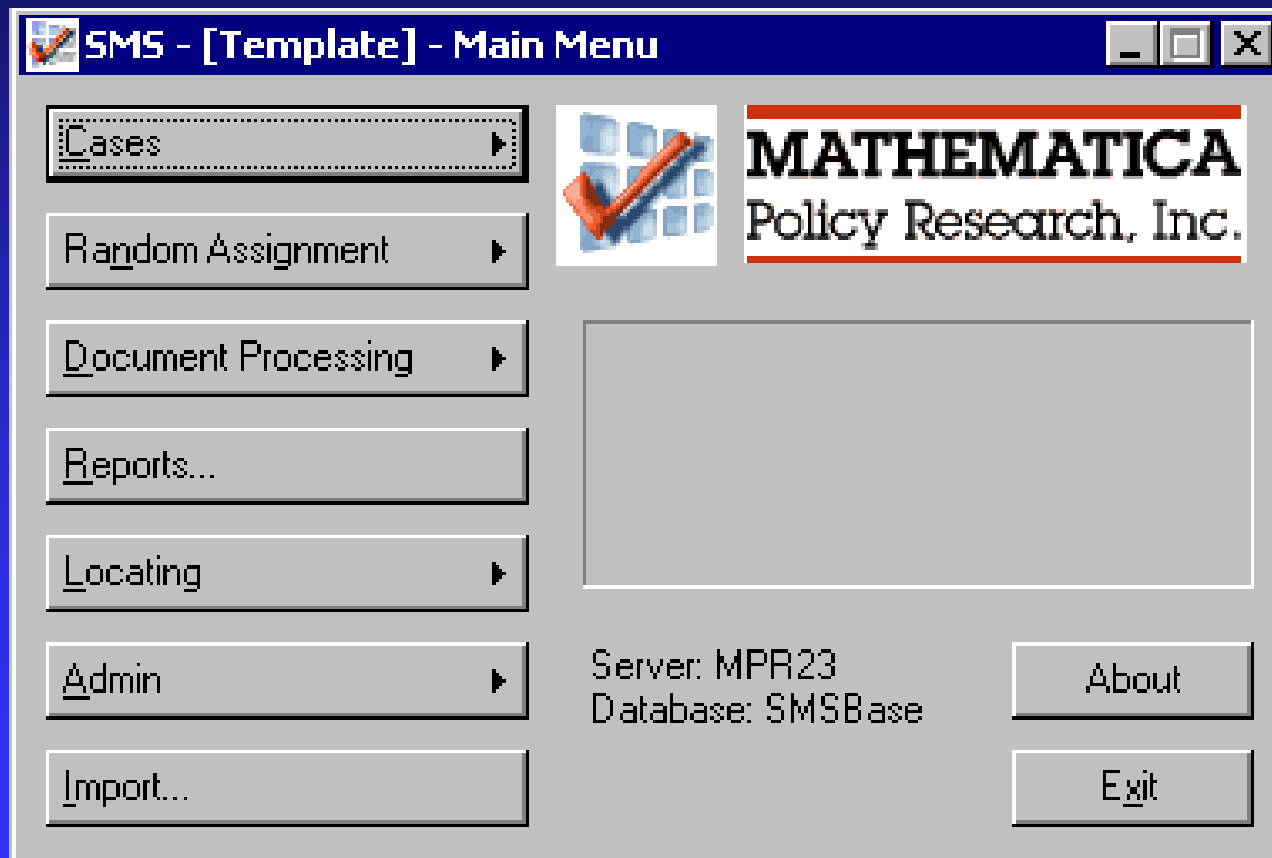 SMS - [Template] - Main Menu
Cases
Random Assignment
Document Processing
Reports...
Locating
Admin
Import...
MATHEMATICA
Policy Research, Inc.
Server: MPR23
Database: SMSBase
About
Exit